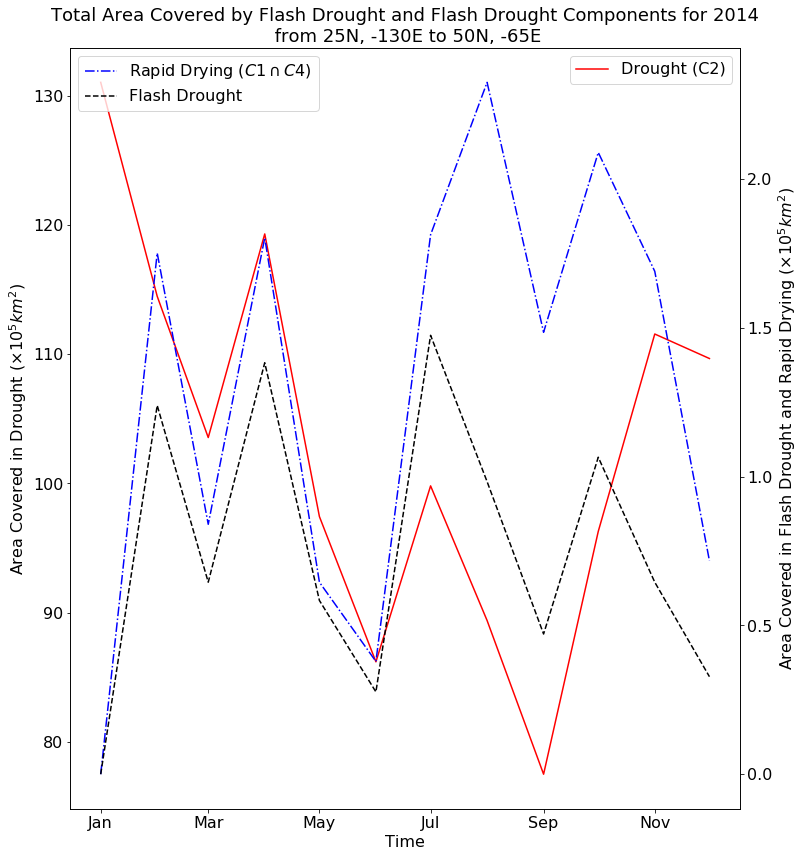 Total Area Covered by Flash Drought and Flash Drought Components for 2014
from 25N, -130E to 50N, -65E
Rapid Drying (C1 ∩ C4)
Flash Drought
Drought (C2)
Area Covered in Drought (×10⁵km²)
130
120
110
100
90
80
Area Covered in Flash Drought and Rapid Drying (×10⁵km²)
2.0
1.5
1.0
0.5
0.0
Jan Mar May Jul Sep Nov
Time